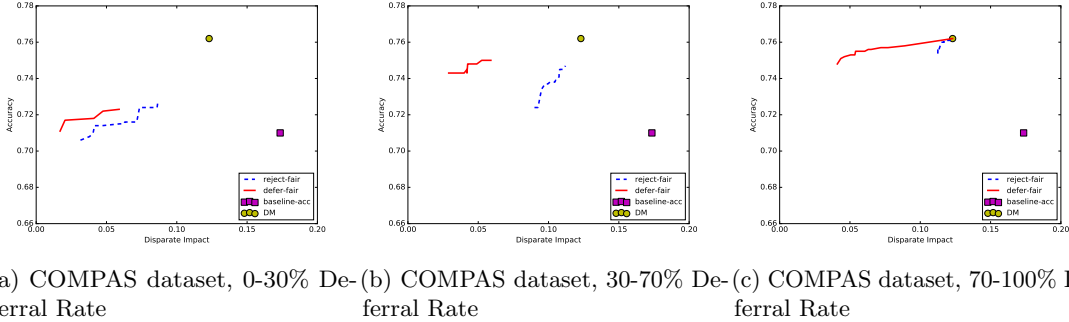 0.78
0.76
0.74
0.72
0.70
0.68
0.66
Accuracy
0.00 0.05 0.10 0.15 0.20
Disparate Impact
reject-fair
defer-fair
baseline-acc
DM
0.78
0.76
0.74
0.72
0.70
0.68
0.66
Accuracy
0.00 0.05 0.10 0.15 0.20
Disparate Impact
reject-fair
defer-fair
baseline-acc
DM
0.78
0.76
0.74
0.72
0.70
0.68
0.66
Accuracy
0.00 0.05 0.10 0.15 0.20
Disparate Impact
reject-fair
defer-fair
baseline-acc
DM
a) COMPAS dataset, 0-30% De-
erral Rate
(b) COMPAS dataset, 30-70% De-
ferral Rate
(c) COMPAS dataset, 70-100%
ferral Rate